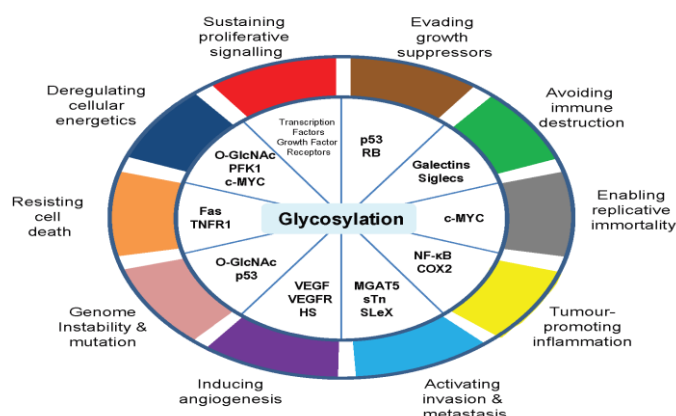 Sustaining
proliferative
signalling
Evading
growth
suppressors
Deregulating
cellular
energetics
Avoiding
immune
destruction
Transcription
Factors
Growth Factor
Receptors
p53
RB
O-GlcNAc
PFK1
c-MYC
Galectins
Siglecs
Resisting
cell
death
Fas
TNFR1
Glycosylation
c-MYC
Enabling
replicative
immortality
O-GlcNAc
p53
NF-κB
COX2
VEGF
VEGFR
HS
MGAT5
sTn
SLeX
Genome
Instability &
mutation
Tumour-
promoting
inflammation
Inducing
angiogenesis
Activating
invasion &
metastasis